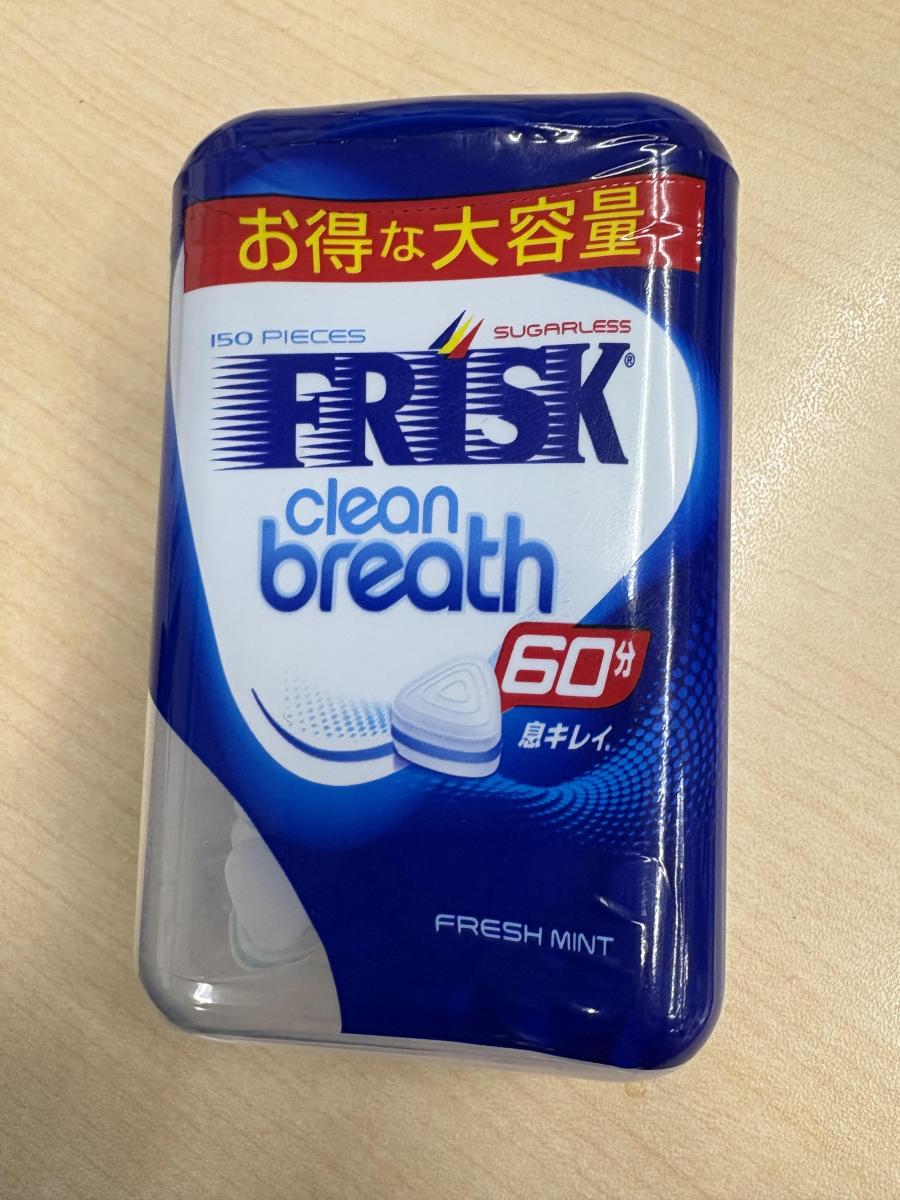 お得な大容量
150 PIECES SUGARLESS
FRISK®
clean
breath
60分
息キレイ。
FRESH MINT